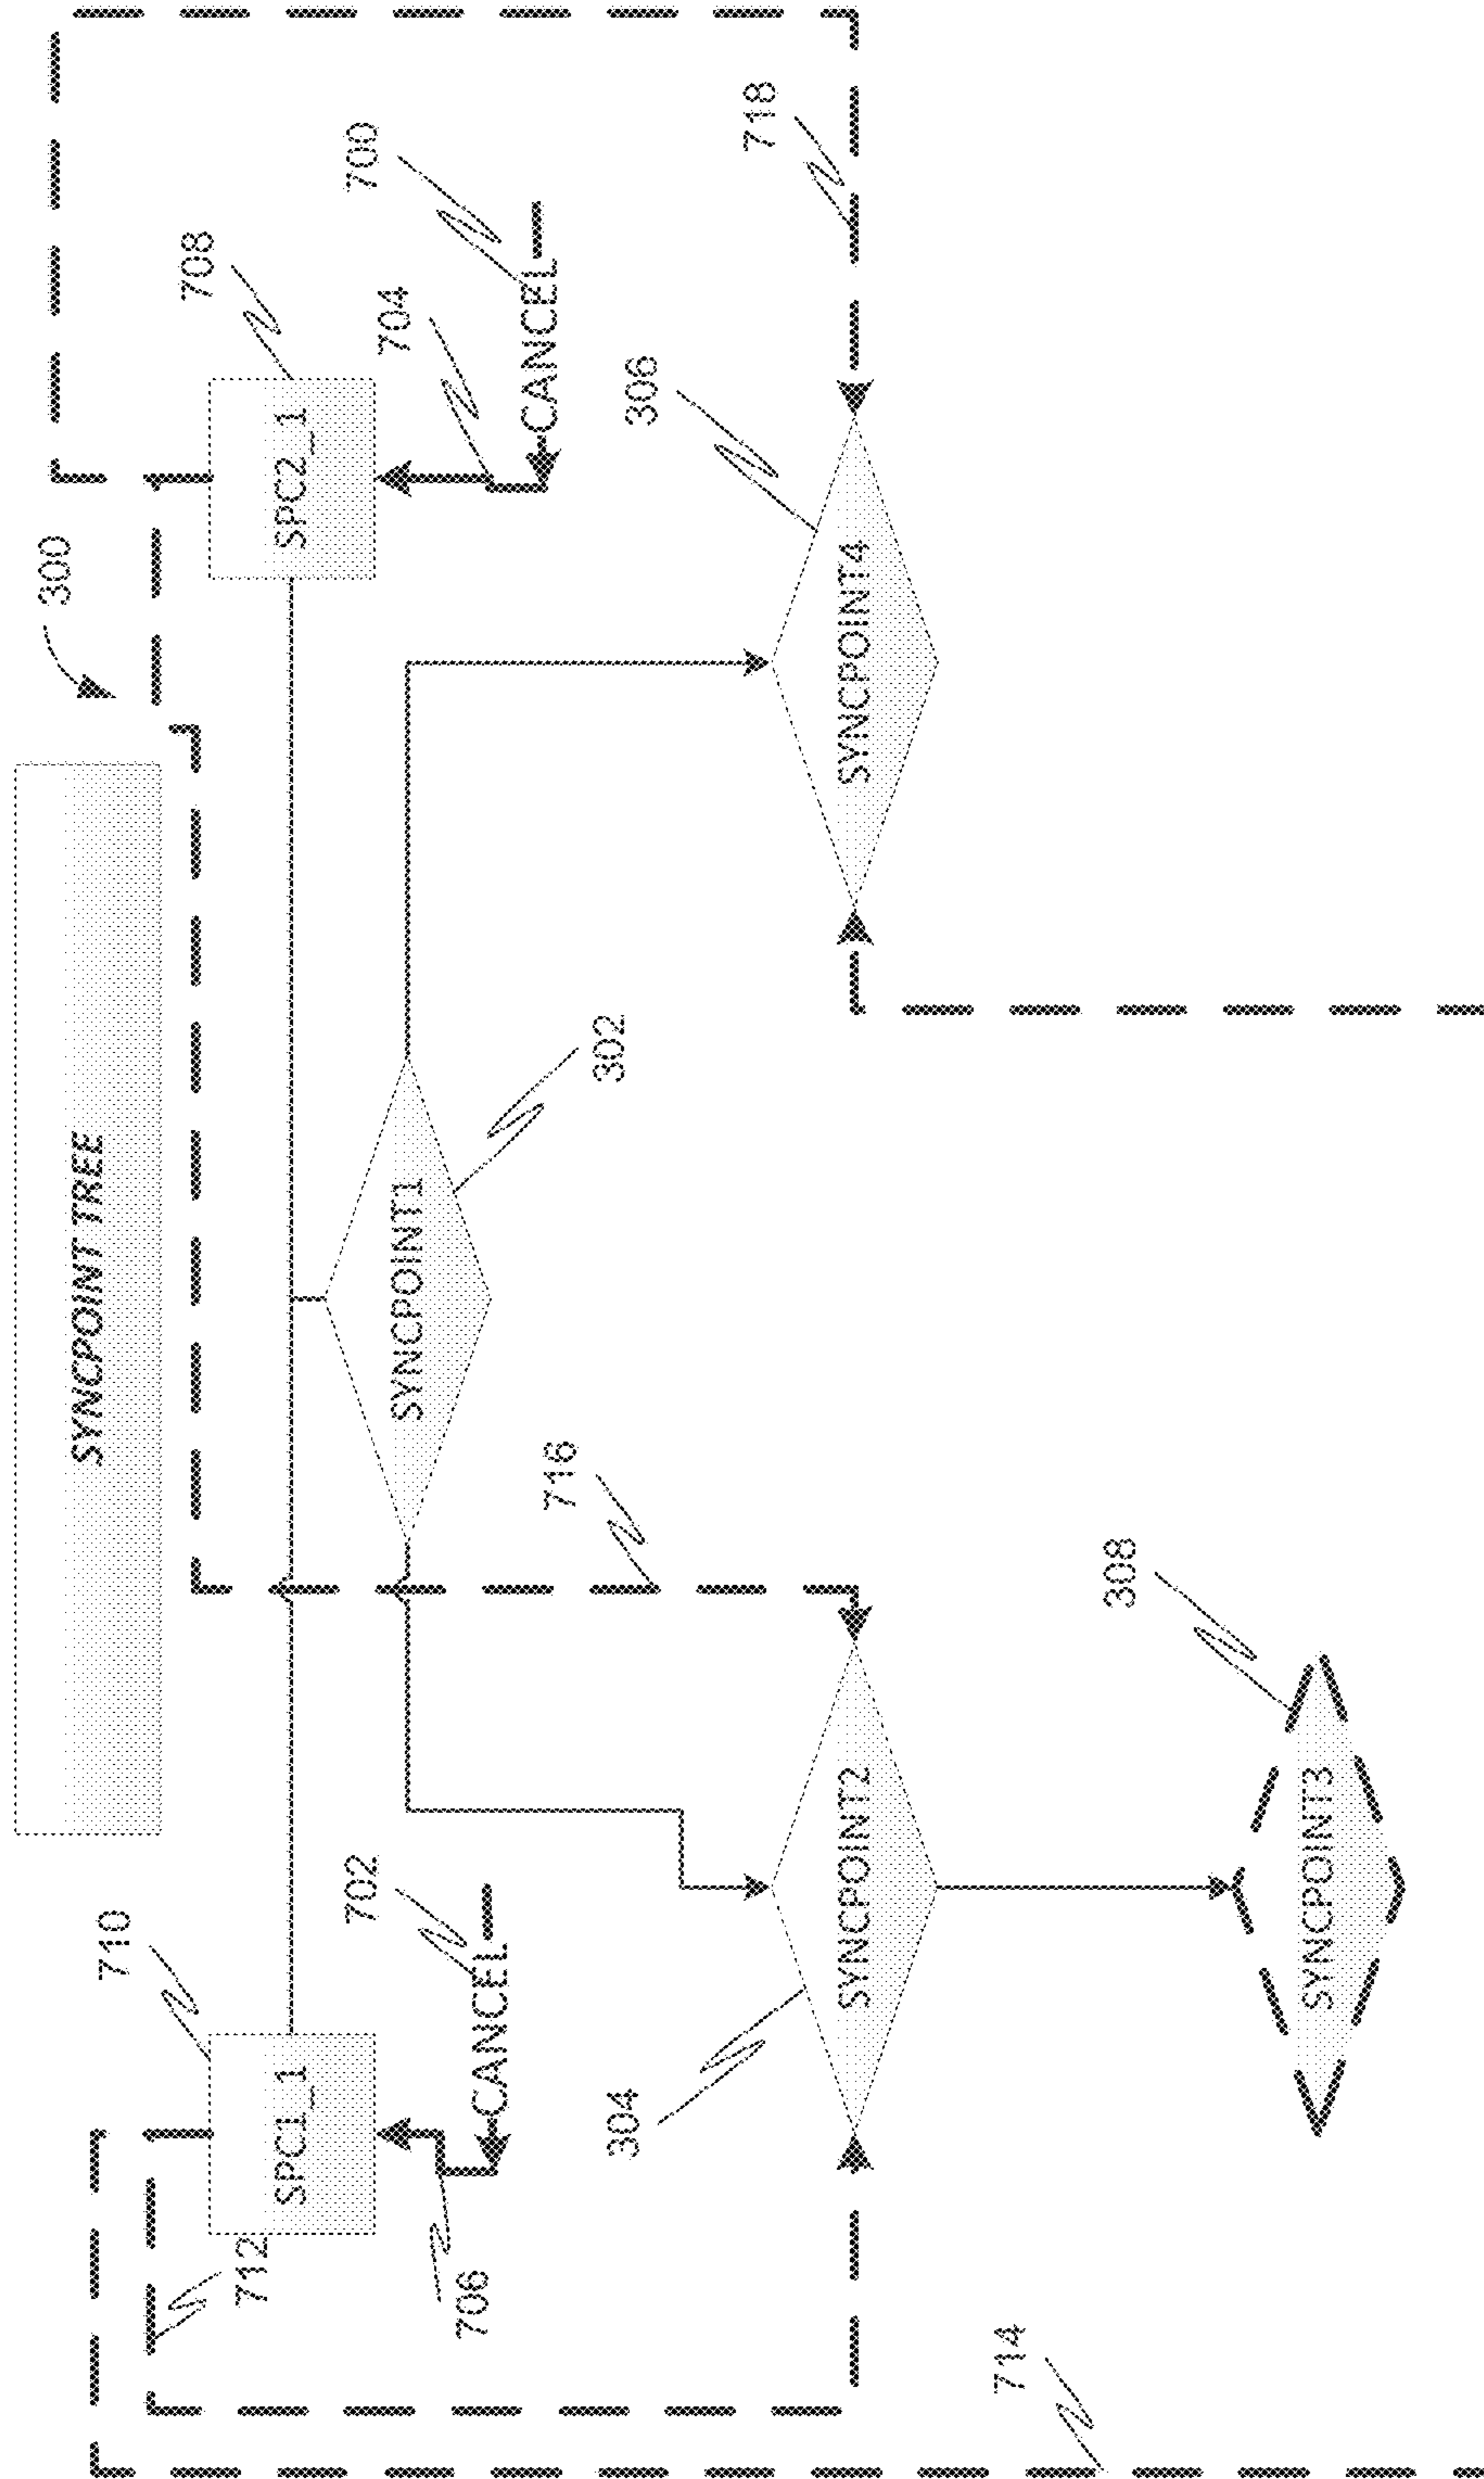 SYNCPOINT TREE
300
710
SPC1_1
712
702
CANCEL
706
708
SPC2_1
700
704
CANCEL
SYNCPOINT1
302
716
718
304
SYNCPOINT2
306
SYNCPOINT4
714
308
SYNCPOINT3